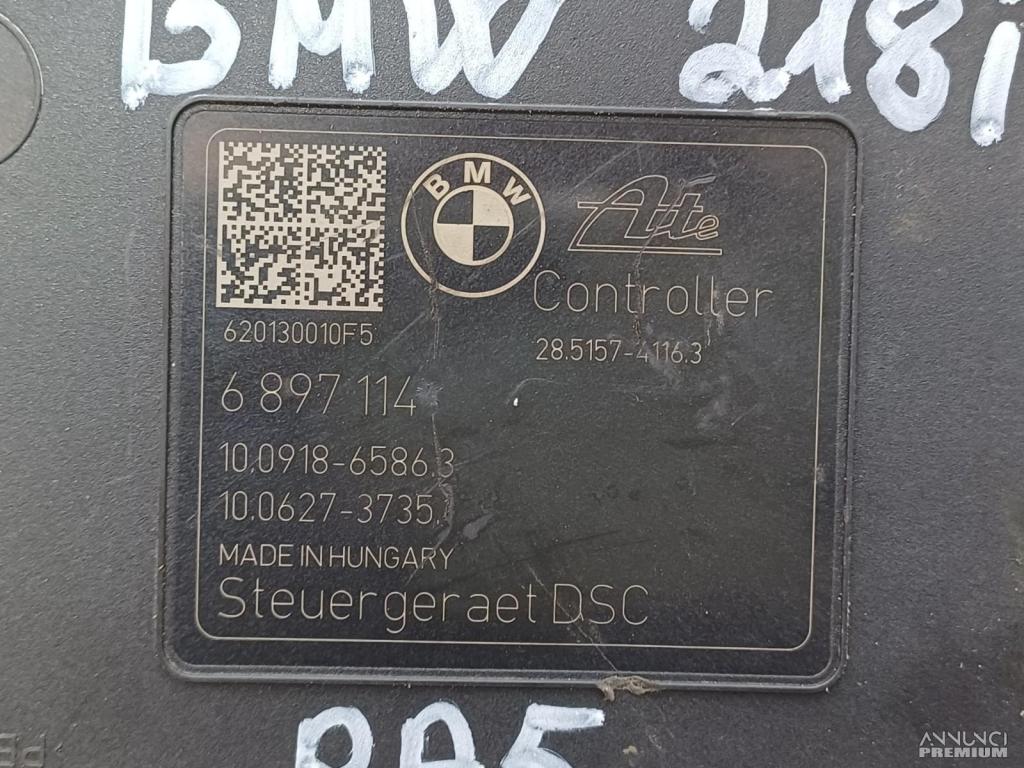 BMW 218i
BMW
Ate
Controller
620130010F5
28.5157-4116.3
6 897 114
10.0918-6586.3
10.0627-3735.
MADE IN HUNGARY
Steuergeraet DSC
ANNUNCI
PREMIUM